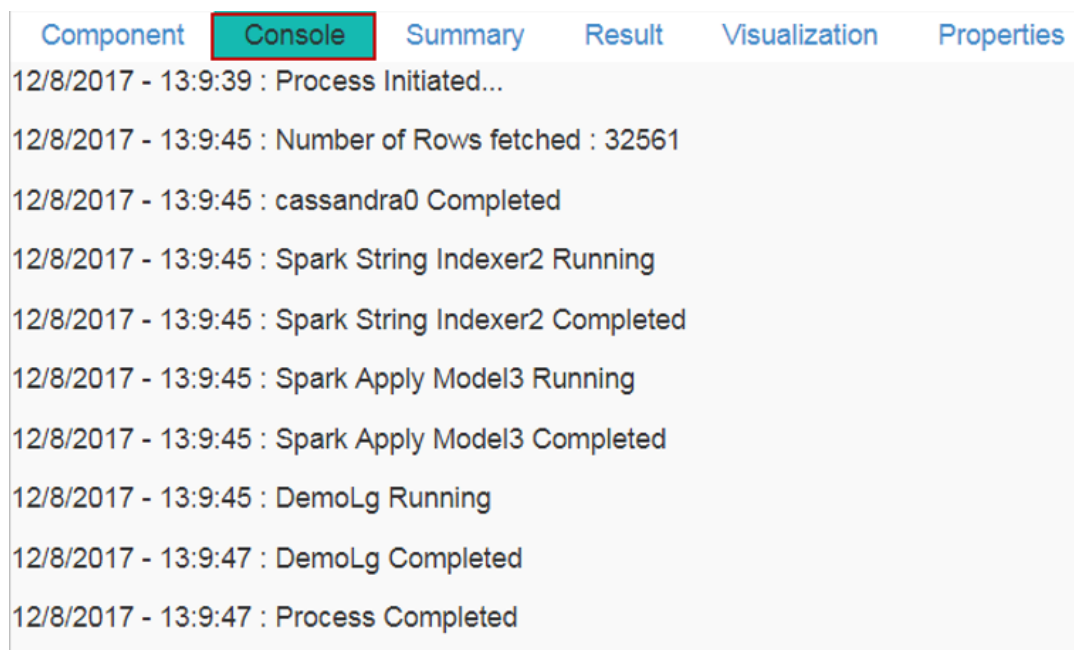 Component Console Summary Result Visualization Properties
12/8/2017 - 13:9:39 : Process Initiated...
12/8/2017 - 13:9:45 : Number of Rows fetched : 32561
12/8/2017 - 13:9:45 : cassandra0 Completed
12/8/2017 - 13:9:45 : Spark String Indexer2 Running
12/8/2017 - 13:9:45 : Spark String Indexer2 Completed
12/8/2017 - 13:9:45 : Spark Apply Model3 Running
12/8/2017 - 13:9:45 : Spark Apply Model3 Completed
12/8/2017 - 13:9:45 : DemoLg Running
12/8/2017 - 13:9:47 : DemoLg Completed
12/8/2017 - 13:9:47 : Process Completed